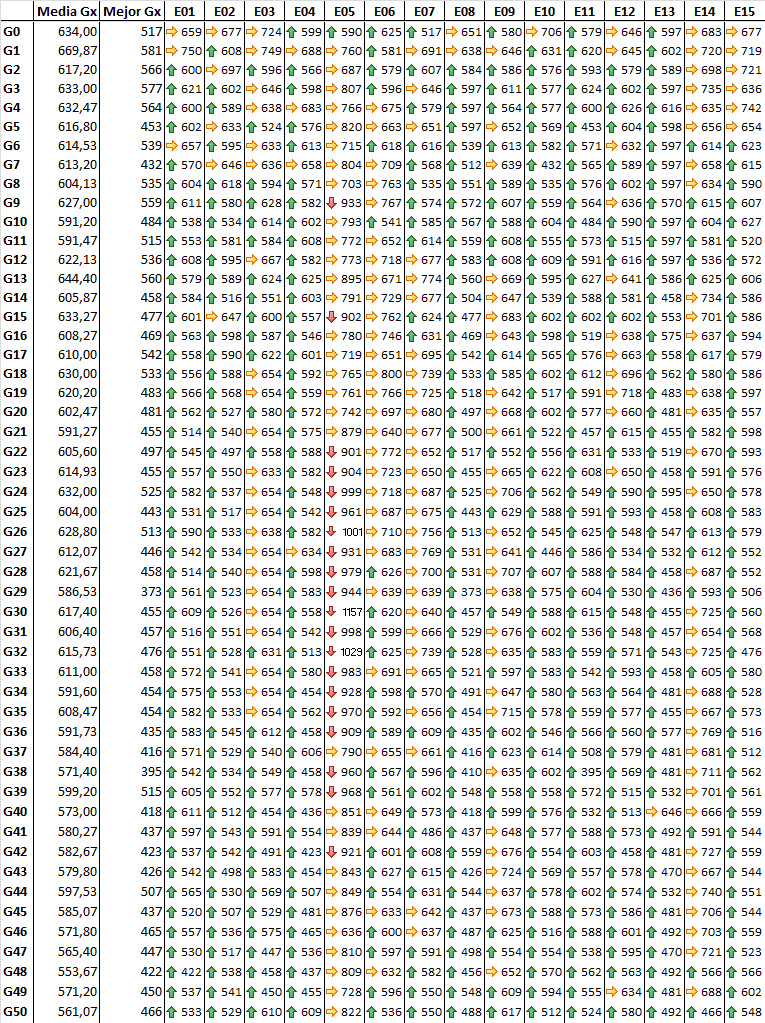 Media Gx Mejor Gx E01 E02 E03 E04 E05 E06 E07 E08 E09 E10 E11 E12 E13 E14 E15
G0 634,00 517 659 677 724 599 590 625 517 651 580 706 579 646 597 683 677
G1 669,87 581 750 608 749 688 760 581 691 638 646 631 620 645 602 720 719
G2 617,20 566 600 697 596 566 687 579 607 584 586 576 593 579 589 698 721
G3 633,00 577 621 602 646 598 807 596 646 597 611 577 624 602 597 735 636
G4 632,47 564 600 589 638 683 766 675 579 597 564 577 600 626 616 635 742
G5 616,80 453 602 633 524 576 820 663 651 597 652 569 453 604 598 656 654
G6 614,53 539 657 595 633 613 715 618 616 539 613 582 571 632 597 614 623
G7 613,20 432 570 646 636 658 804 709 568 512 639 432 565 589 597 658 615
G8 604,13 535 604 618 594 571 703 763 535 551 589 535 576 602 597 634 590
G9 627,00 559 611 580 628 582 933 767 574 572 607 559 564 636 570 615 607
G10 591,20 484 538 534 614 602 793 541 585 567 588 604 484 590 597 604 627
G11 591,47 515 553 581 584 608 772 652 614 559 608 555 573 515 597 581 520
G12 622,13 536 608 595 667 582 773 718 677 583 608 609 591 616 597 536 572
G13 644,40 560 579 589 624 625 895 671 774 560 669 595 627 641 586 625 606
G14 605,87 458 584 516 551 603 791 729 677 504 647 539 588 581 458 734 586
G15 633,27 477 601 647 600 557 902 762 624 477 683 602 602 602 553 701 586
G16 608,27 469 563 598 587 546 780 746 631 469 643 598 519 638 575 637 594
G17 610,00 542 558 590 622 601 719 651 695 542 614 565 576 663 558 617 579
G18 630,00 533 556 588 654 592 765 800 739 533 585 602 612 696 562 580 586
G19 620,20 483 566 568 654 559 761 766 725 518 642 517 591 718 483 638 597
G20 602,47 481 562 527 580 572 742 697 680 497 668 602 577 660 481 635 557
G21 591,27 455 514 540 654 575 879 640 677 500 661 522 457 615 455 582 598
G22 605,60 497 545 497 558 588 901 772 652 517 552 556 631 533 519 670 593
G23 614,93 455 557 550 633 582 904 723 650 455 665 622 608 650 458 591 576
G24 632,00 525 582 537 654 548 999 718 687 525 706 562 549 590 595 650 578
G25 604,00 443 531 517 654 542 961 687 675 443 629 588 591 593 458 608 583
G26 628,80 513 590 533 638 582 1001 710 756 513 652 545 625 548 547 613 579
G27 612,07 446 542 534 654 634 931 683 769 531 641 446 586 534 532 612 552
G28 621,67 458 514 540 654 598 979 626 700 531 707 607 588 584 458 687 552
G29 586,53 373 561 523 654 583 944 639 639 373 638 575 604 530 436 593 506
G30 617,40 455 609 526 654 558 1157 620 640 457 549 588 615 548 455 725 560
G31 606,40 457 516 551 654 542 998 599 666 529 676 602 536 548 457 654 568
G32 615,73 476 551 528 631 513 1029 625 739 528 635 583 559 571 543 725 476
G33 611,00 458 572 541 654 580 983 691 665 521 597 583 542 593 458 605 580
G34 591,60 454 575 553 654 454 928 598 570 491 647 580 563 564 481 688 528
G35 608,47 454 582 533 654 562 970 592 656 454 715 578 559 577 455 667 573
G36 591,73 435 583 545 612 458 909 589 609 435 602 546 566 560 577 769 516
G37 584,40 416 571 529 540 606 790 655 661 416 623 614 508 579 481 681 512
G38 571,40 395 542 534 549 458 960 567 596 410 635 602 395 569 481 711 562
G39 599,20 515 605 552 577 578 968 561 602 548 558 558 572 515 532 701 561
G40 573,00 418 611 512 454 436 851 649 573 418 599 576 532 513 646 666 559
G41 580,27 437 597 543 591 554 839 644 486 437 648 577 588 573 492 591 544
G42 582,67 423 537 542 491 423 921 601 608 559 676 554 603 458 481 727 559
G43 579,80 426 542 498 583 454 843 627 615 426 724 569 557 578 470 667 544
G44 597,53 507 565 530 569 507 849 554 631 544 637 578 602 574 532 740 551
G45 585,07 437 520 507 529 481 876 633 642 437 673 588 573 586 481 706 544
G46 571,80 465 557 536 575 465 636 600 637 487 625 516 588 601 492 703 559
G47 565,40 447 530 517 447 536 810 597 591 498 554 554 538 595 470 721 523
G48 553,67 422 422 538 458 437 809 632 582 456 652 570 562 563 492 566 566
G49 571,20 450 537 541 450 455 728 596 550 548 609 594 555 634 481 688 602
G50 561,07 466 533 529 610 609 822 536 550 488 617 512 524 580 492 466 548